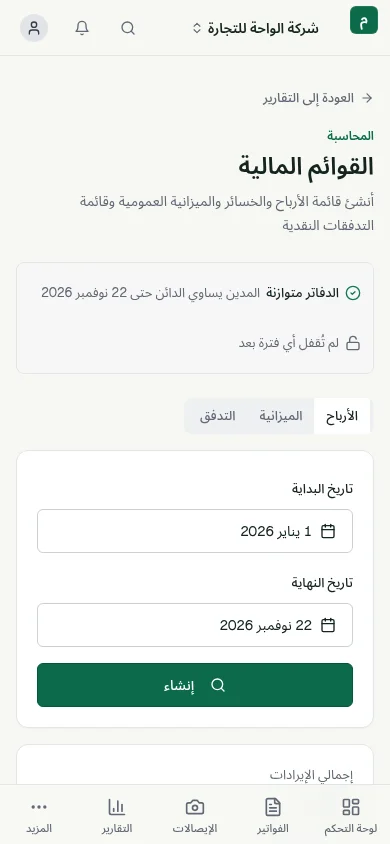 م
شركة الواحة للتجارة
العودة إلى التقارير
المحاسبة
القوائم المالية
أنشئ قائمة الأرباح والخسائر والميزانية العمومية وقائمة
التدفقات النقدية
الدفاتر متوازنة المدين يساوي الدائن حتى 22 نوفمبر 2026
لم تُقفل أي فترة بعد
الأرباح الميزانية التدفق
تاريخ البداية
1 يناير 2026
تاريخ النهاية
22 نوفمبر 2026
إنشاء
إجمالي الإيرادات
لوحة التحكم الفواتير الإيصالات التقارير المزيد